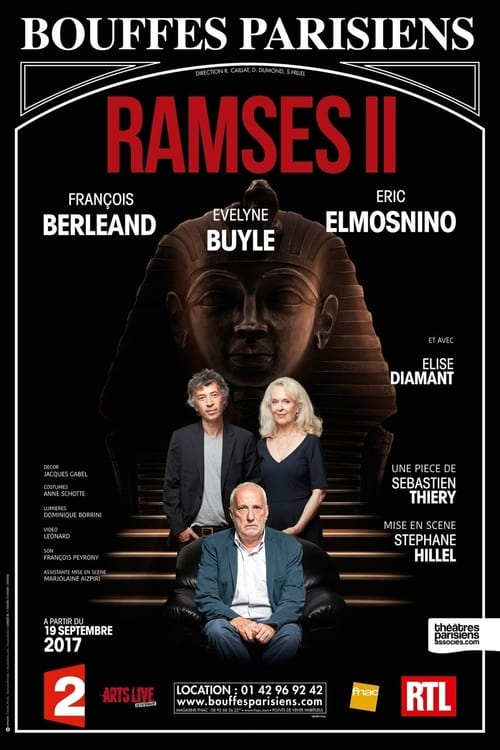 BOUFFES PARISIENS
DIRECTION R. CAILLAT, D. DUMOND, S. HILLEL
RAMSES II
FRANÇOIS
BERLEAND
EVELYNE
BUYLE
ERIC
ELMOSNINO
ET AVEC
ELISE
DIAMANT
UNE PIECE DE
SEBASTIEN
THIERY
MISE EN SCENE
STEPHANE
HILLEL
DECOR
JACQUES GABEL
COSTUMES
ANNE SCHOTTE
LUMIERES
DOMINIQUE BORRINI
VIDEO
LEONARD
SON
FRANÇOIS PEYRONY
ASSISTANTE MISE EN SCENE
MARJOLAINE AIZPIRI
A PARTIR DU
19 SEPTEMBRE
2017
théâtres
parisiens
associés.com
2
ARTS LIVE
LOCATION : 01 42 96 92 42
www.bouffesparisiens.com
fnac
RTL